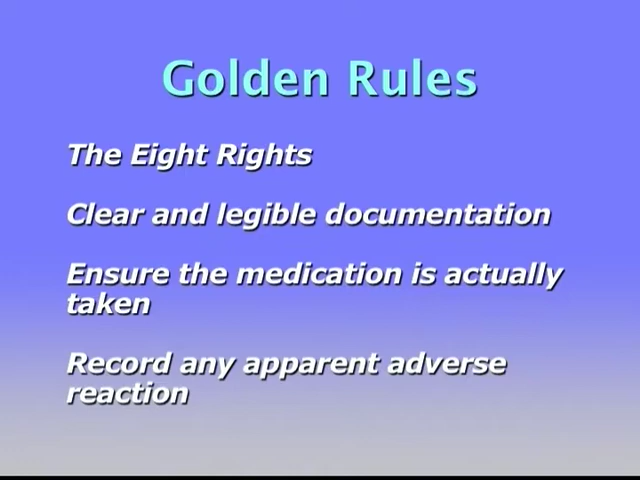 Golden Rules
The Eight Rights
Clear and legible documentation
Ensure the medication is actually
taken
Record any apparent adverse
reaction